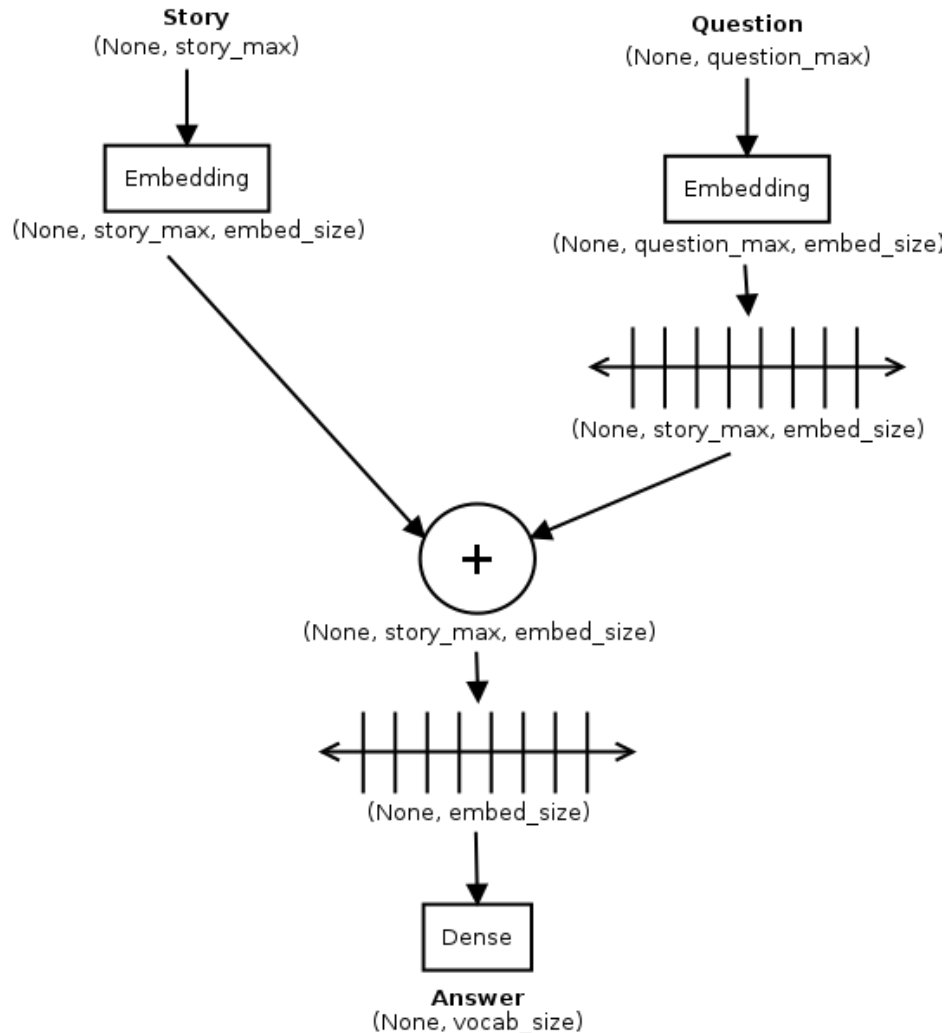 Story
(None, story_max)
Question
(None, question_max)
Embedding
(None, story_max, embed_size)
Embedding
(None, question_max, embed_size)
(None, story_max, embed_size)
+
(None, story_max, embed_size)
(None, embed_size)
Dense
Answer
(None, vocab_size)